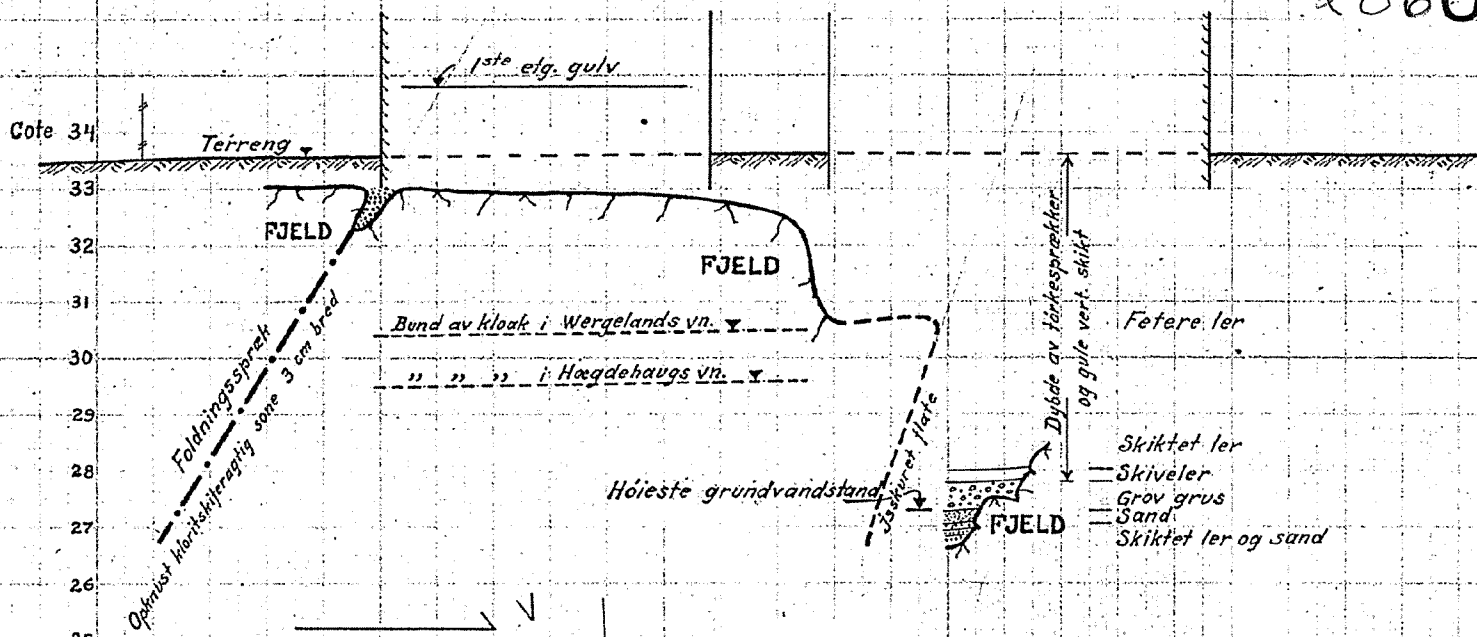 1ste etg. gulv
Cote 34
Terreng
33
FJELD
32
FJELD
31
Bund av kloak i Wergelands vn.
30
„ „ „ i Hægdehaugs vn.
29
28
27
26
Foldningsspræk
Opknust kloritskiferagtig sone 3 cm bred
Høieste grundvandstand
isskuret flate
FJELD
Dybde av tørkesprækker
og gule vert. skikt
Fetere ler
Skiktet ler
Skiveler
Grov grus
Sand
Skiktet ler og sand